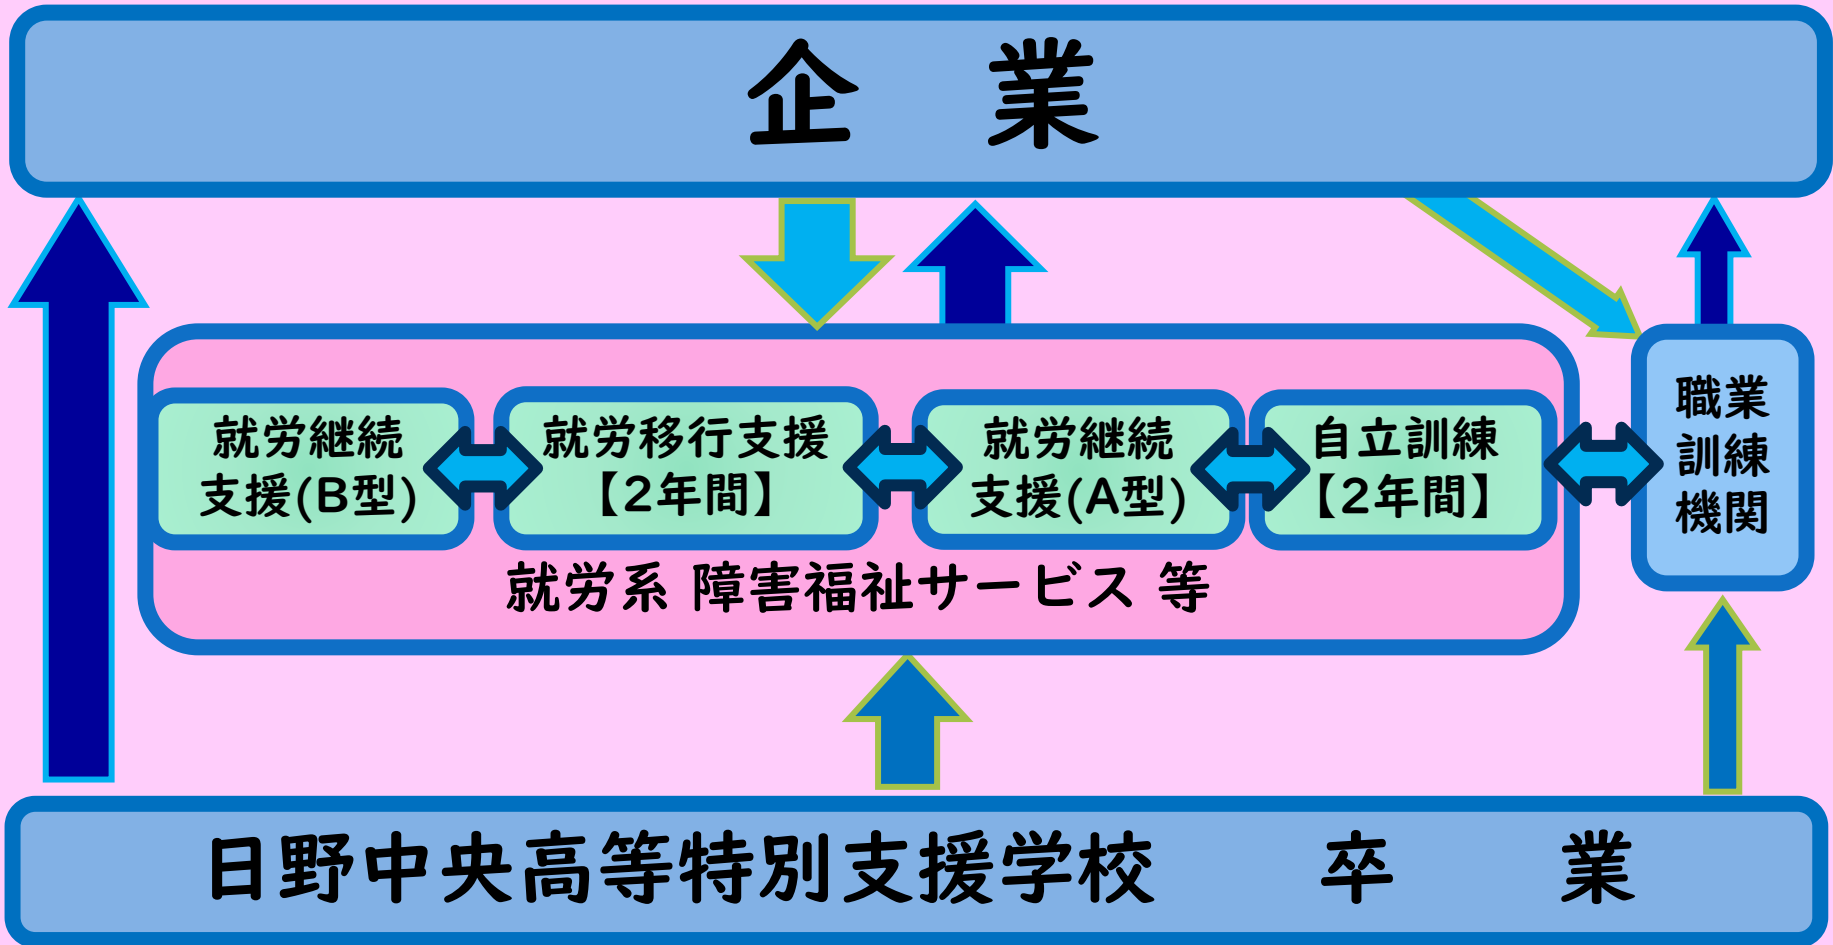 企　業
就労継続
支援(B型)
就労移行支援
【2年間】
就労継続
支援(A型)
自立訓練
【2年間】
職業
訓練
機関
就労系 障害福祉サービス 等
日野中央高等特別支援学校　　卒　　業